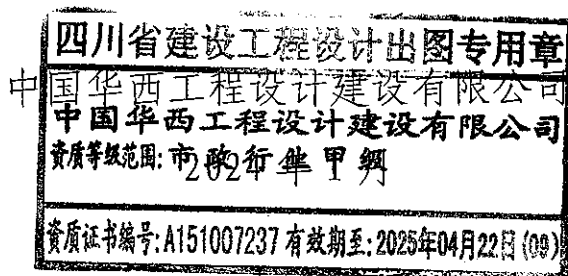 四川省建设工程设计出图专用章
中国华西工程设计建设有限公司
中国华西工程设计建设有限公司
资质等级范围:市政行业甲级
2024年1月
资质证书编号:A151007237 有效期至:2025年04月22日(09)